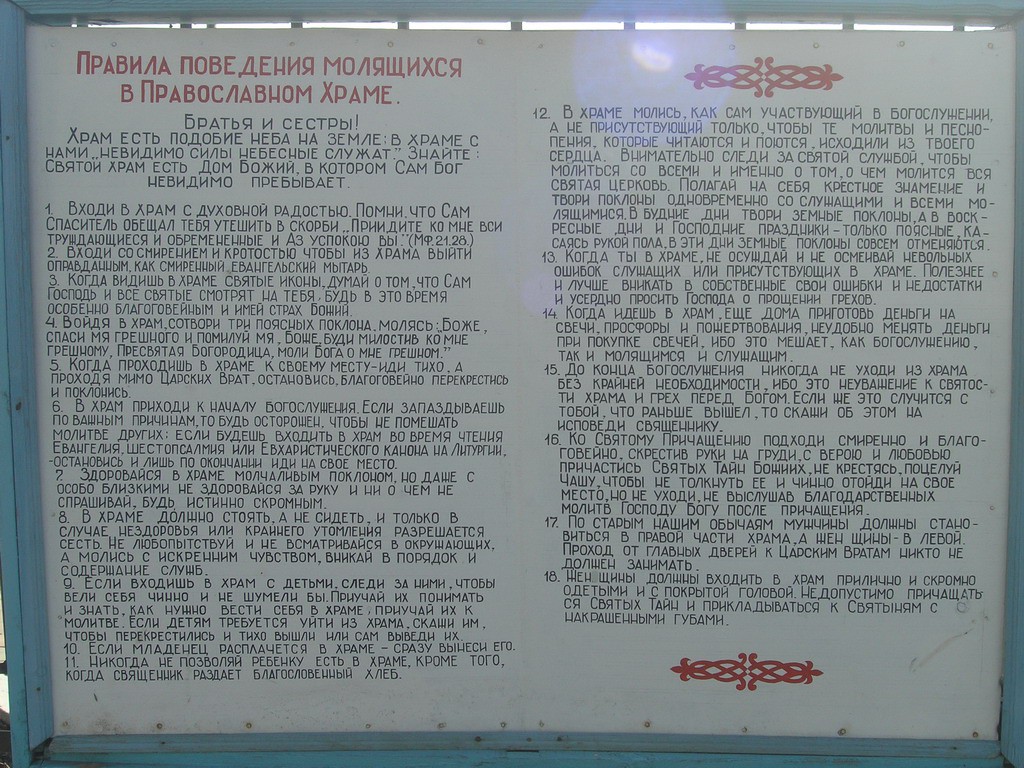 Правила поведения молящихся
в Православном Храме.
Братья и сестры!
Храм есть подобие неба на земле; в храме с
нами „невидимо силы небесные служат." Знайте:
Святой храм есть Дом Божий, в котором Сам Бог
невидимо пребывает.
1. Входи в храм с духовной радостью. Помни, что Сам
Спаситель обещал тебя утешить в скорби „Приидите ко мне вси
труждающиеся и обремененные и Аз успокою вы." (Мф. 21.28.)
2. Входи со смирением и кротостью чтобы из храма выйти
оправданным, как смиренный евангельский мытарь.
3. Когда видишь в храме святые иконы, думай о том, что Сам
Господь и все святые смотрят на тебя, будь в это время
особенно благоговейным и имей страх Божий.
4. Войдя в храм, сотвори три поясных поклона, молясь: „Боже,
спаси мя грешного и помилуй мя, Боже, буди милостив ко мне
грешному, Пресвятая Богородица, моли Бога о мне грешном."
5. Когда проходишь в храме к своему месту-иди тихо, а
проходя мимо Царских Врат, остановись, благоговейно перекрестись
и поклонись.
6. В храм приходи к началу богослужения. Если запаздываешь
по важным причинам, то будь осторожен, чтобы не помешать
молитве других; если будешь входить в храм во время чтения
Евангелия, шестопсалмия или Евхаристического канона на Литургии,
-остановись и лишь по окончании иди на свое место.
7. Здоровайся в храме молчаливым поклоном, но даже с
особо близкими не здоровайся за руку и ни о чем не
спрашивай, будь истинно скромным.
8. В храме должно стоять, а не сидеть, и только в
случае нездоровья или крайнего утомления разрешается
сесть. Не любопытствуй и не всматривайся в окружающих,
а молись с искренним чувством, вникай в порядок и
содержание служб.
9. Если входишь в храм с детьми, следи за ними, чтобы
вели себя чинно и не шумели бы. Приучай их понимать
и знать, как нужно вести себя в храме, приучай их к
молитве. Если детям требуется уйти из храма, скажи им,
чтобы перекрестились и тихо вышли или сам выведи их.
10. Если младенец расплачется в храме - сразу вынеси его.
11. Никогда не позволяй ребенку есть в храме, кроме того,
когда священник раздает благословенный хлеб.
12. В храме молись, как сам участвующий в богослужении,
а не присутствующий только, чтобы те молитвы и песно-
пения, которые читаются и поются, исходили из твоего
сердца. Внимательно следи за святой службой, чтобы
молиться со всеми и именно о том, о чем молится вся
святая церковь. Полагай на себя крестное знамение и
твори поклоны одновременно со служащими и всеми мо-
лящимися. В будние дни твори земные поклоны, а в воск-
ресные дни и Господние праздники - только поясные, ка-
саясь рукой пола. В эти дни земные поклоны совсем отменяются.
13. Когда ты в храме, не осуждай и не осмеивай невольных
ошибок служащих или присутствующих в храме. Полезнее
и лучше вникать в собственные свои ошибки и недостатки
и усердно просить Господа о прощении грехов.
14. Когда идешь в храм, еще дома приготовь деньги на
свечи, просфоры и пожертвования, неудобно менять деньги
при покупке свечей, ибо это мешает, как богослужению,
так и молящимся и служащим.
15. До конца богослужения никогда не уходи из храма
без крайней необходимости, ибо это неуважение к святос-
ти храма и грех перед Богом. Если же это случится с
тобой, что раньше вышел, то скажи об этом на
исповеди священнику.
16. Ко Святому Причащению подходи смиренно и благо-
говейно, скрестив руки на груди, с верою и любовью
причастись Святых Тайн Божиих, не крестясь, поцелуй
Чашу, чтобы не толкнуть ее и чинно отойди на свое
место, но не уходи, не выслушав благодарственных
молитв Господу Богу после причащения.
17. По старым нашим обычаям мужчины должны стано-
виться в правой части храма, а женщины - в левой.
Проход от главных дверей к Царским Вратам никто не
должен занимать.
18. Женщины должны входить в храм прилично и скромно
одетыми и с покрытой головой. Недопустимо причащать-
ся Святых Тайн и прикладываться к Святыням с
накрашенными губами.